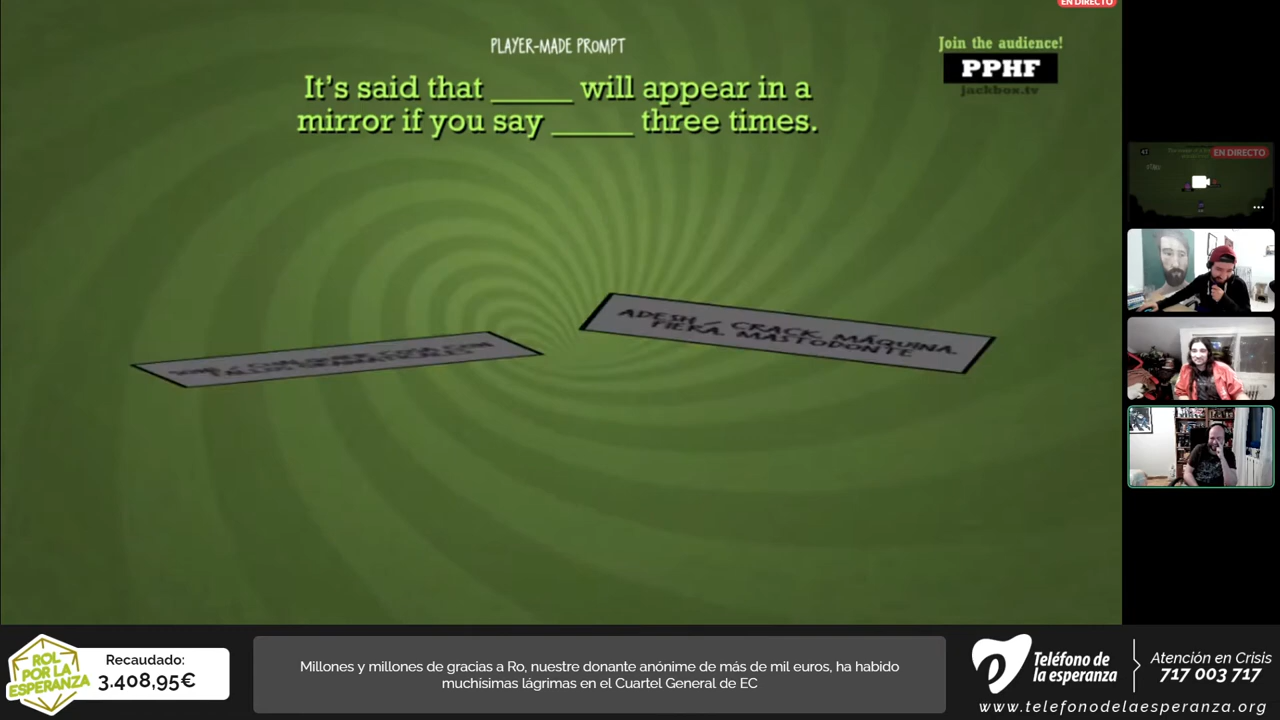 EN DIRECTO
PLAYER-MADE PROMPT
It's said that _____ will appear in a
mirror if you say _____ three times.
Join the audience!
PPHF
jackbox.tv
EN DIRECTO
ADESH, CRACK, MÁQUINA,
FIERA, MASTODONTE
ROL
POR LA
ESPERANZA
Recaudado:
3.408,95€
Millones y millones de gracias a Ro, nuestre donante anónime de más de mil euros, ha habido
muchísimas lágrimas en el Cuartel General de EC
Teléfono de
la esperanza
Atención en Crisis
717 003 717
www.telefonodelaesperanza.org